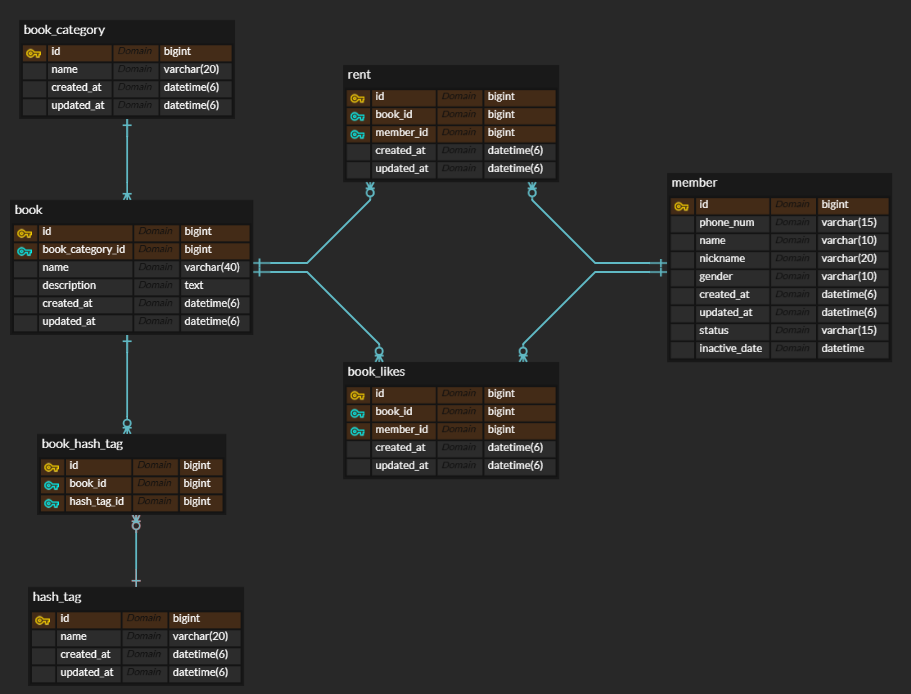 book_category
id Domain bigint
name Domain varchar(20)
created_at Domain datetime(6)
updated_at Domain datetime(6)
book
id Domain bigint
book_category_id Domain bigint
name Domain varchar(40)
description Domain text
created_at Domain datetime(6)
updated_at Domain datetime(6)
book_hash_tag
id Domain bigint
book_id Domain bigint
hash_tag_id Domain bigint
hash_tag
id Domain bigint
name Domain varchar(20)
created_at Domain datetime(6)
updated_at Domain datetime(6)
rent
id Domain bigint
book_id Domain bigint
member_id Domain bigint
created_at Domain datetime(6)
updated_at Domain datetime(6)
book_likes
id Domain bigint
book_id Domain bigint
member_id Domain bigint
created_at Domain datetime(6)
updated_at Domain datetime(6)
member
id Domain bigint
phone_num Domain varchar(15)
name Domain varchar(10)
nickname Domain varchar(20)
gender Domain varchar(10)
created_at Domain datetime(6)
updated_at Domain datetime(6)
status Domain varchar(15)
inactive_date Domain datetime